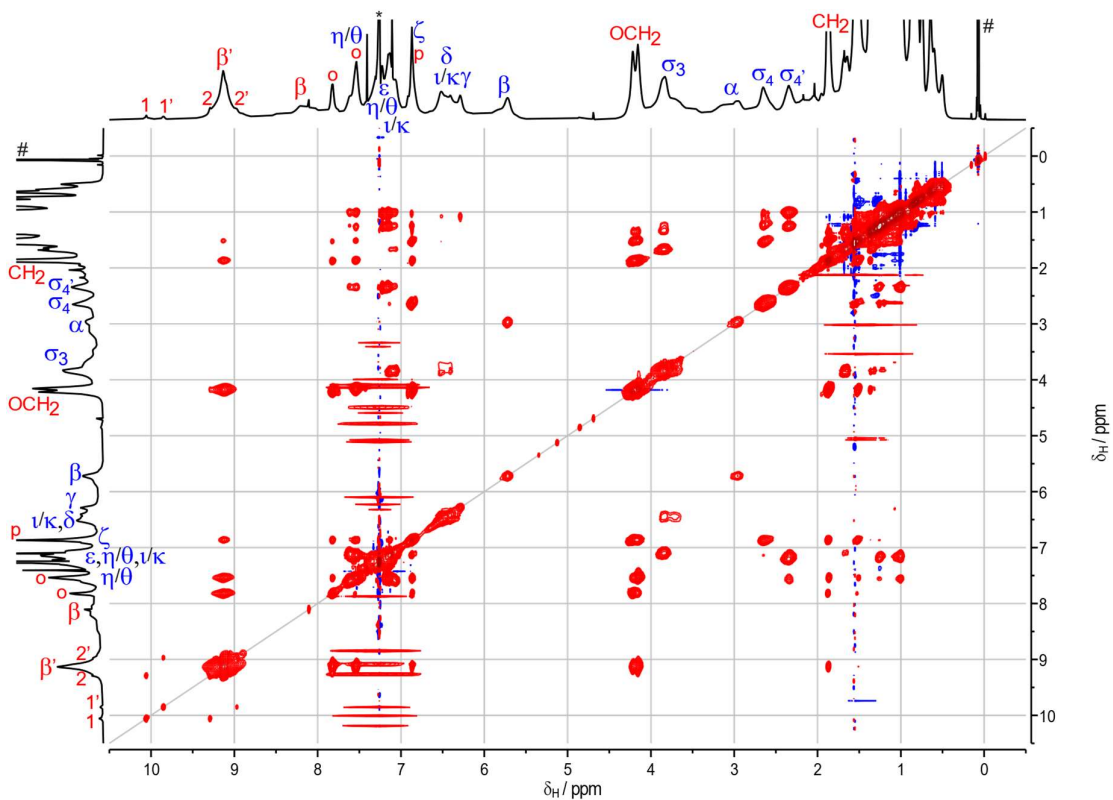 * #
η/θ ζ OCH₂ CH₂
β' o p δ σ₃
1 1' 2 2' β o ε ι/κ γ β α σ₄ σ₄'
η/θ
ι/κ
#
CH₂
σ₄'
σ₄
α
σ₃
OCH₂
β
γ
p ι/κ,δ
ζ
ε,η/θ,ι/κ
o η/θ
o
β
2'
β'
2
1'
1
0
1
2
3
4
5
6
7
8
9
10
δH / ppm
10 9 8 7 6 5 4 3 2 1 0
δH / ppm